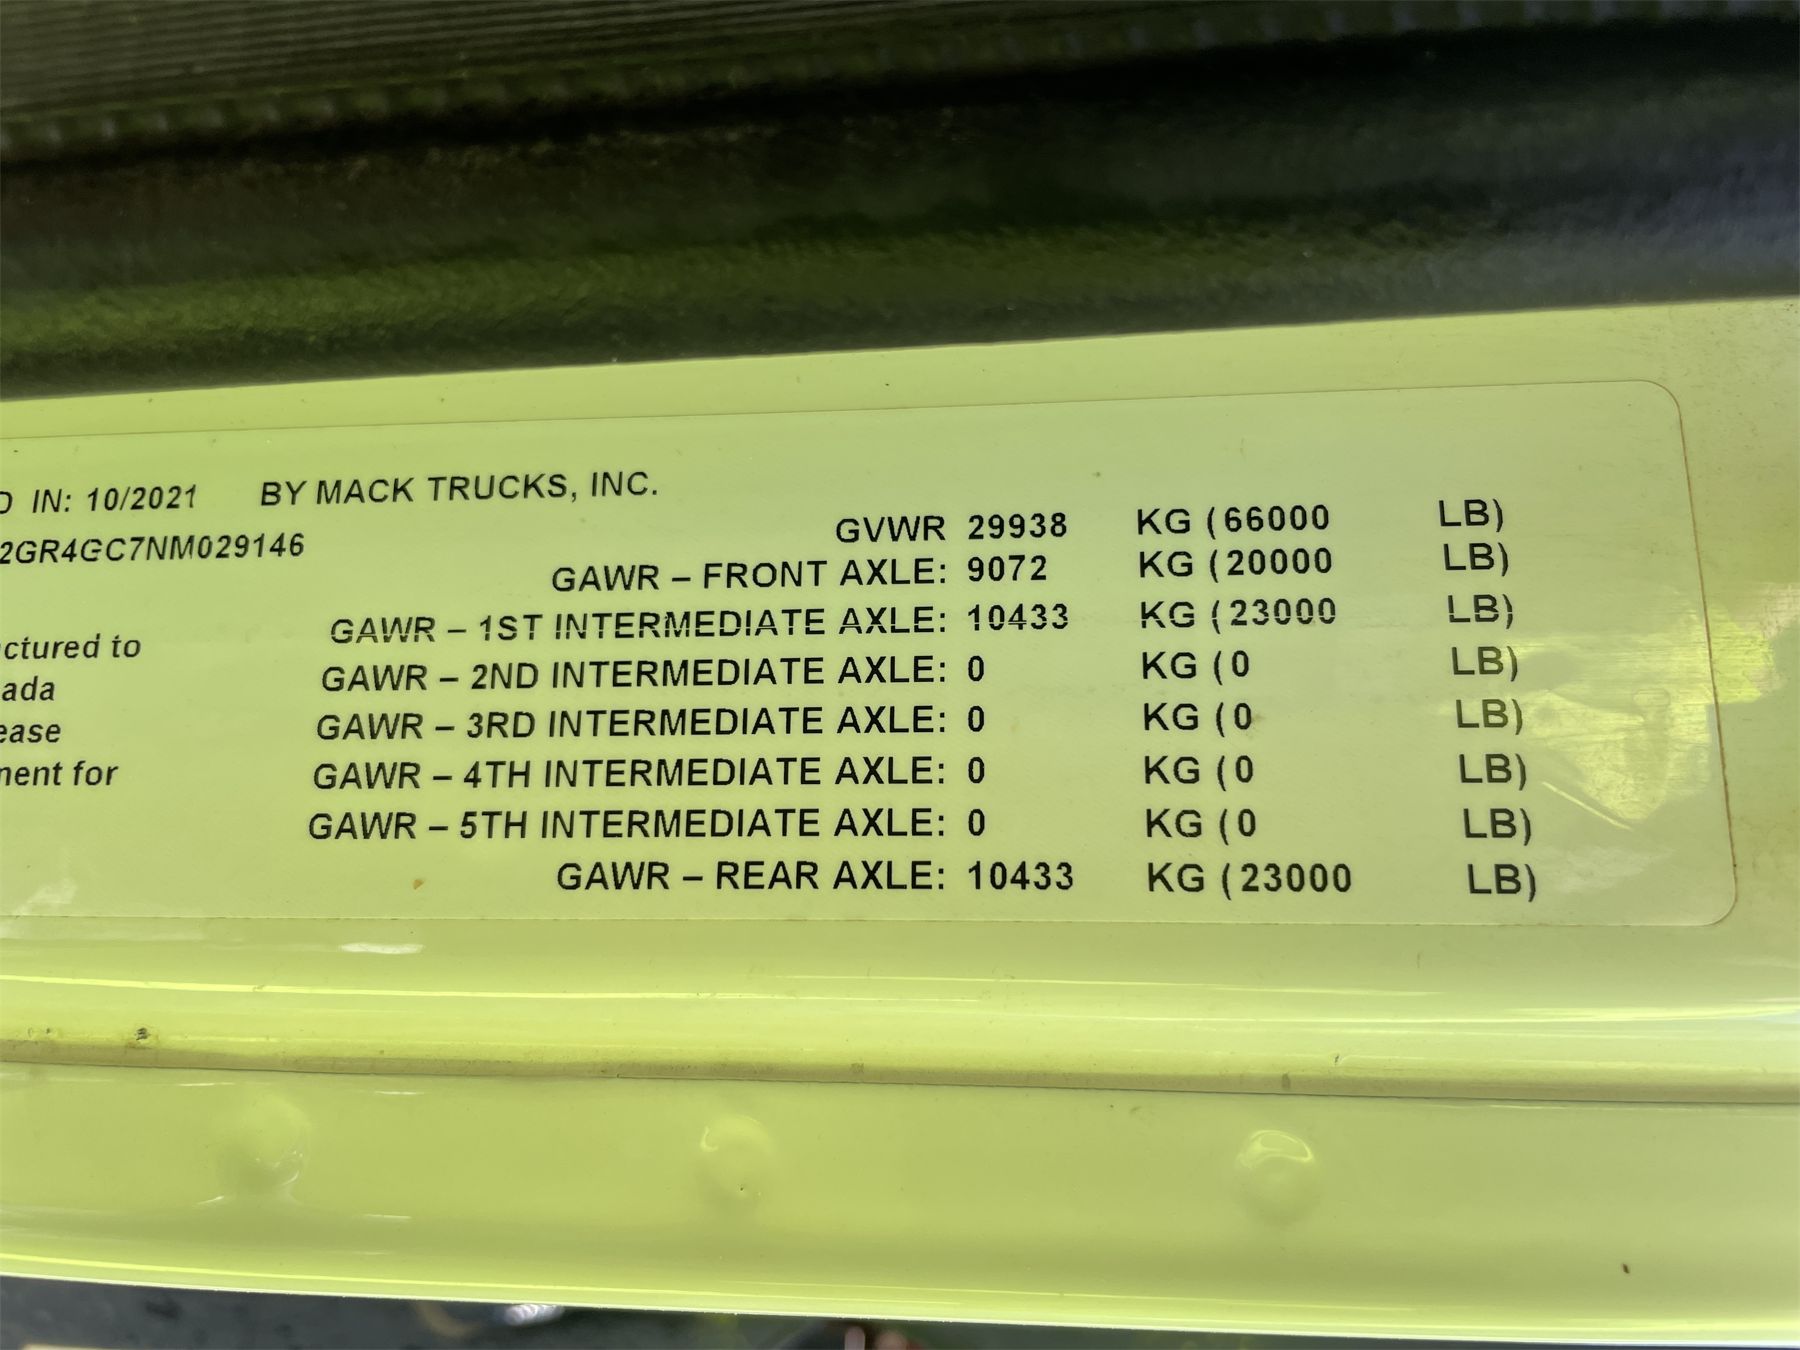 IN: 10/2021 BY MACK TRUCKS, INC.
2GR4GC7NM029146
GVWR 29938 KG (66000 LB)
GAWR – FRONT AXLE: 9072 KG (20000 LB)
GAWR – 1ST INTERMEDIATE AXLE: 10433 KG (23000 LB)
ctured to
GAWR – 2ND INTERMEDIATE AXLE: 0 KG (0 LB)
ada
GAWR – 3RD INTERMEDIATE AXLE: 0 KG (0 LB)
ease
GAWR – 4TH INTERMEDIATE AXLE: 0 KG (0 LB)
ment for
GAWR – 5TH INTERMEDIATE AXLE: 0 KG (0 LB)
GAWR – REAR AXLE: 10433 KG (23000 LB)